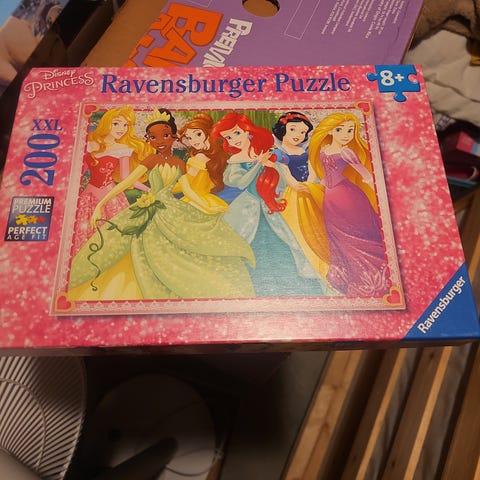 Disney
PRINCESS
Ravensburger Puzzle
8+
XXL
200
PREMIUM
PUZZLE
PERFECT
AGE FIT
Ravensburger